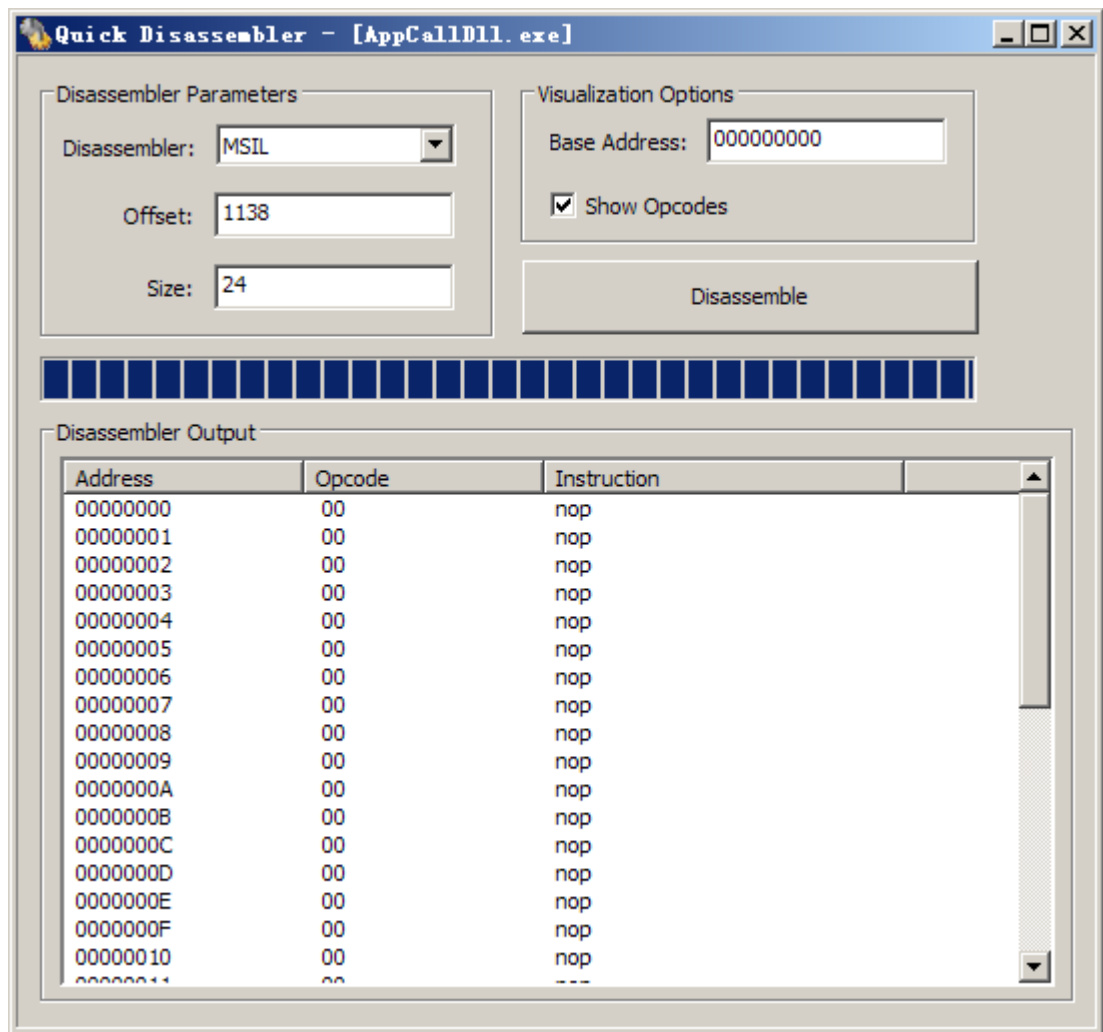 Quick Disassembler - [AppCallDll.exe]
Disassembler Parameters
Disassembler: MSIL
Offset: 1138
Size: 24
Visualization Options
Base Address: 000000000
Show Opcodes
Disassemble
Disassembler Output
Address Opcode Instruction
00000000 00 nop
00000001 00 nop
00000002 00 nop
00000003 00 nop
00000004 00 nop
00000005 00 nop
00000006 00 nop
00000007 00 nop
00000008 00 nop
00000009 00 nop
0000000A 00 nop
0000000B 00 nop
0000000C 00 nop
0000000D 00 nop
0000000E 00 nop
0000000F 00 nop
00000010 00 nop